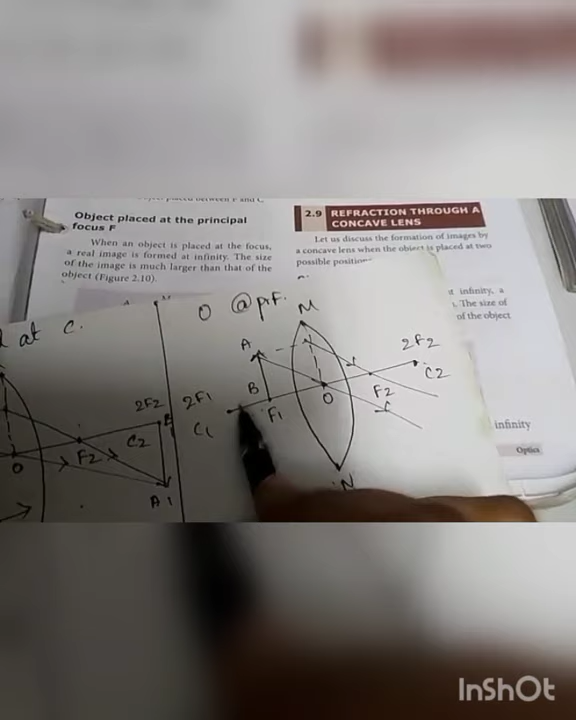 Object placed at the principal
focus F
When an object is placed at the focus,
a real image is formed at infinity. The size
of the image is much larger than that of the
object (Figure 2.10).
2.9 REFRACTION THROUGH A
CONCAVE LENS
Let us discuss the formation of images by
a concave lens when the object is placed at two
possible
infinity, a
The size of
of the object
infinity
Optics
at C.
2F2
B
C2
F2
O
A1
O @ pr.F.
M
A
B
2F1
C1
F1
O
F2
2F2
C2
N
InShOt